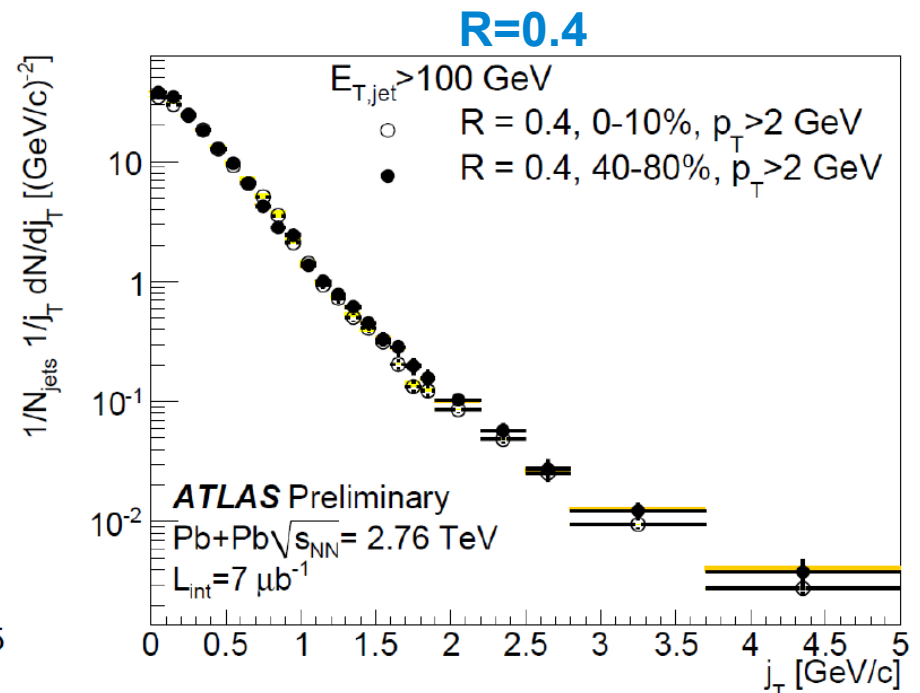 R=0.4
E_T,jet>100 GeV
R = 0.4, 0-10%, p_T>2 GeV
R = 0.4, 40-80%, p_T>2 GeV
1/N_jets 1/j_T dN/dj_T [(GeV/c)^-2]
10
1
10^-1
10^-2
ATLAS Preliminary
Pb+Pb√s_NN= 2.76 TeV
L_int=7 μb^-1
5
0 0.5 1 1.5 2 2.5 3 3.5 4 4.5 5
j_T [GeV/c]